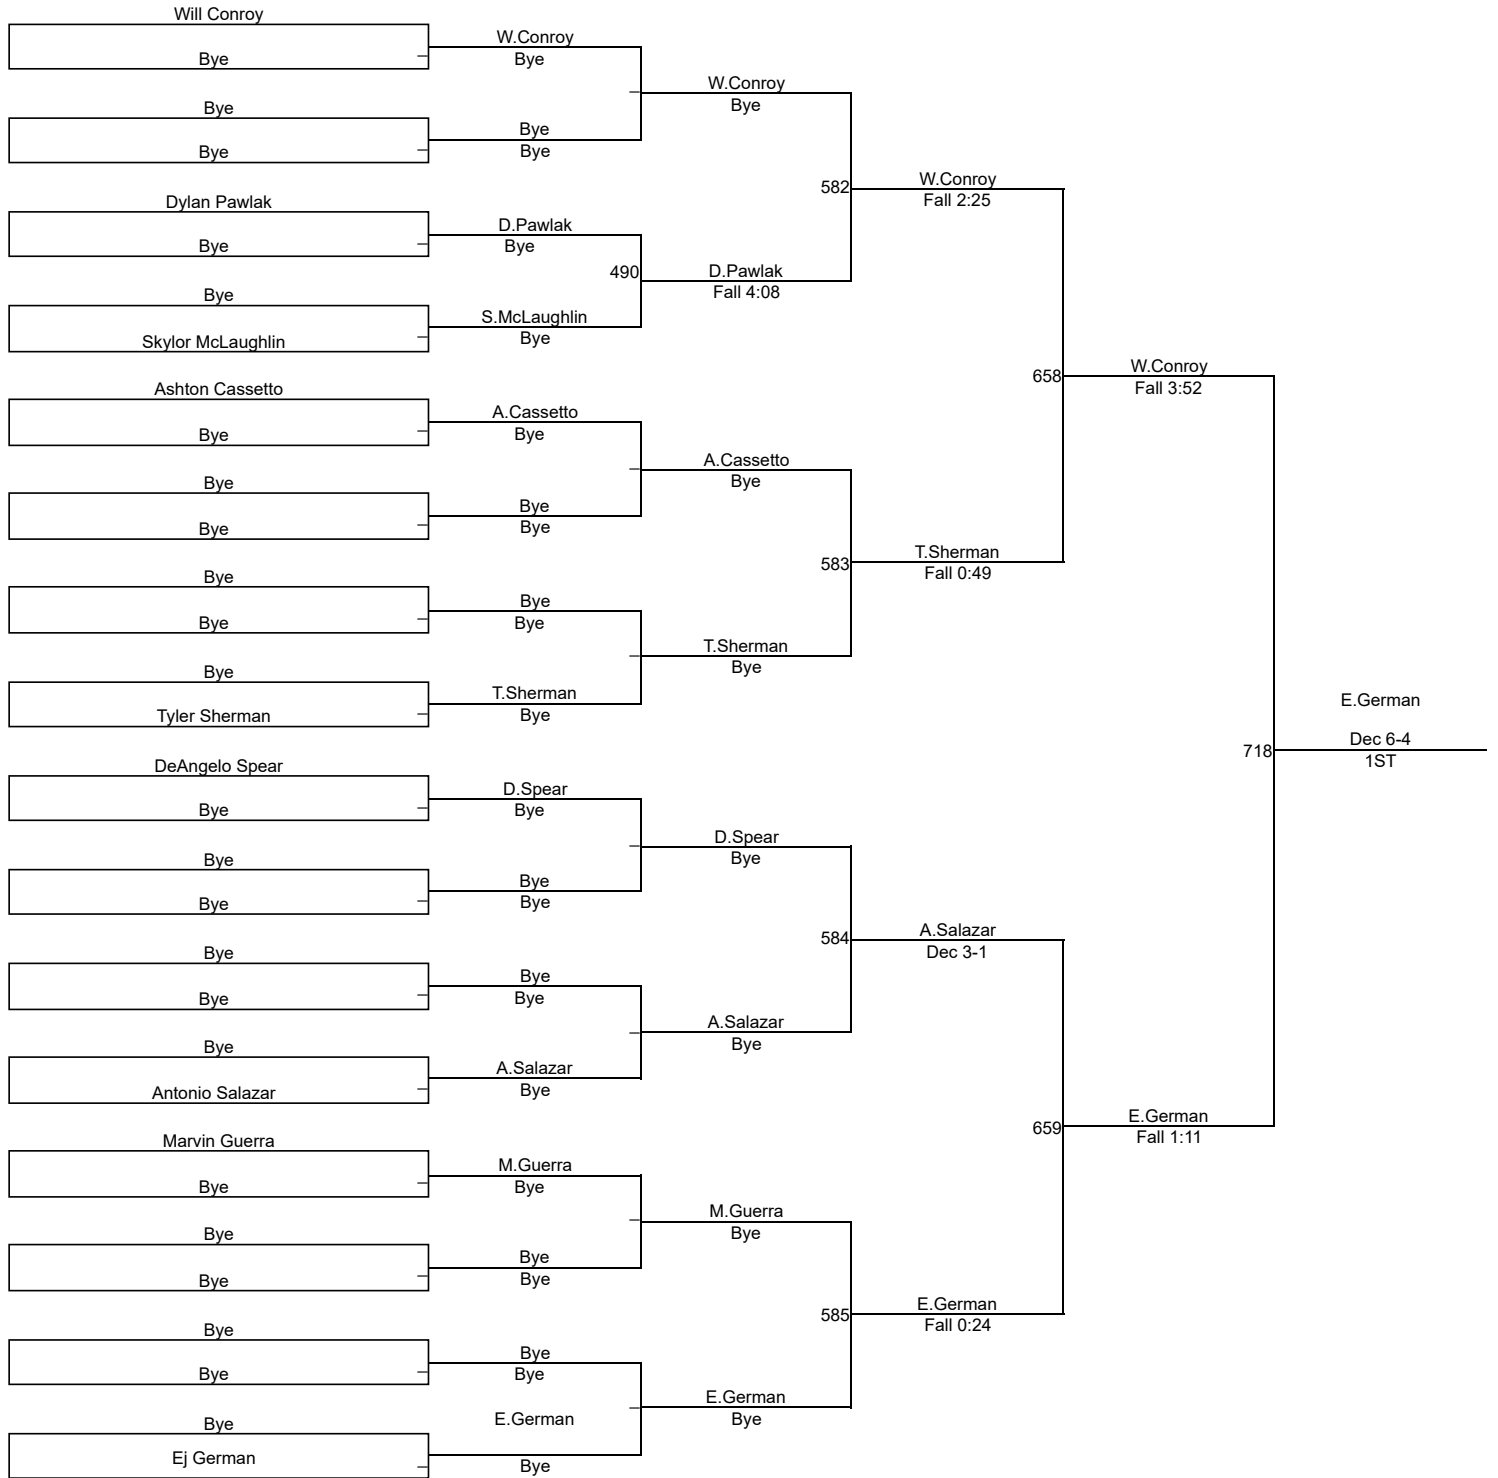 Will Conroy
Bye
Bye
Bye
Dylan Pawlak
Bye
Bye
Skylor McLaughlin
Ashton Cassetto
Bye
Bye
Bye
Bye
Bye
Bye
Tyler Sherman
DeAngelo Spear
Bye
Bye
Bye
Bye
Bye
Bye
Antonio Salazar
Marvin Guerra
Bye
Bye
Bye
Bye
Bye
Bye
Ej German
W.Conroy
Bye
Bye
Bye
D.Pawlak
Bye
490
S.McLaughlin
Bye
A.Cassetto
Bye
Bye
Bye
Bye
Bye
T.Sherman
Bye
D.Spear
Bye
Bye
Bye
Bye
Bye
A.Salazar
Bye
M.Guerra
Bye
Bye
Bye
Bye
Bye
E.German
Bye
W.Conroy
Bye
582
D.Pawlak
Fall 4:08
A.Cassetto
Bye
583
T.Sherman
Bye
D.Spear
Bye
584
A.Salazar
Bye
M.Guerra
Bye
585
E.German
Bye
W.Conroy
Fall 2:25
658
T.Sherman
Fall 0:49
A.Salazar
Dec 3-1
659
E.German
Fall 0:24
W.Conroy
Fall 3:52
718
E.German
Fall 1:11
E.German
Dec 6-4
1ST